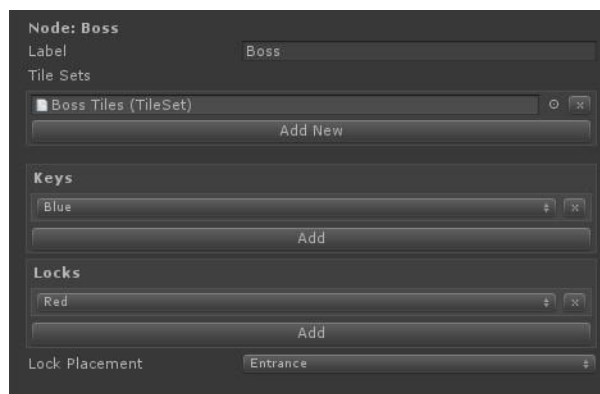 Node: Boss
Label Boss
Tile Sets
Boss Tiles (TileSet) x
Add New
Keys
Blue x
Add
Locks
Red x
Add
Lock Placement Entrance